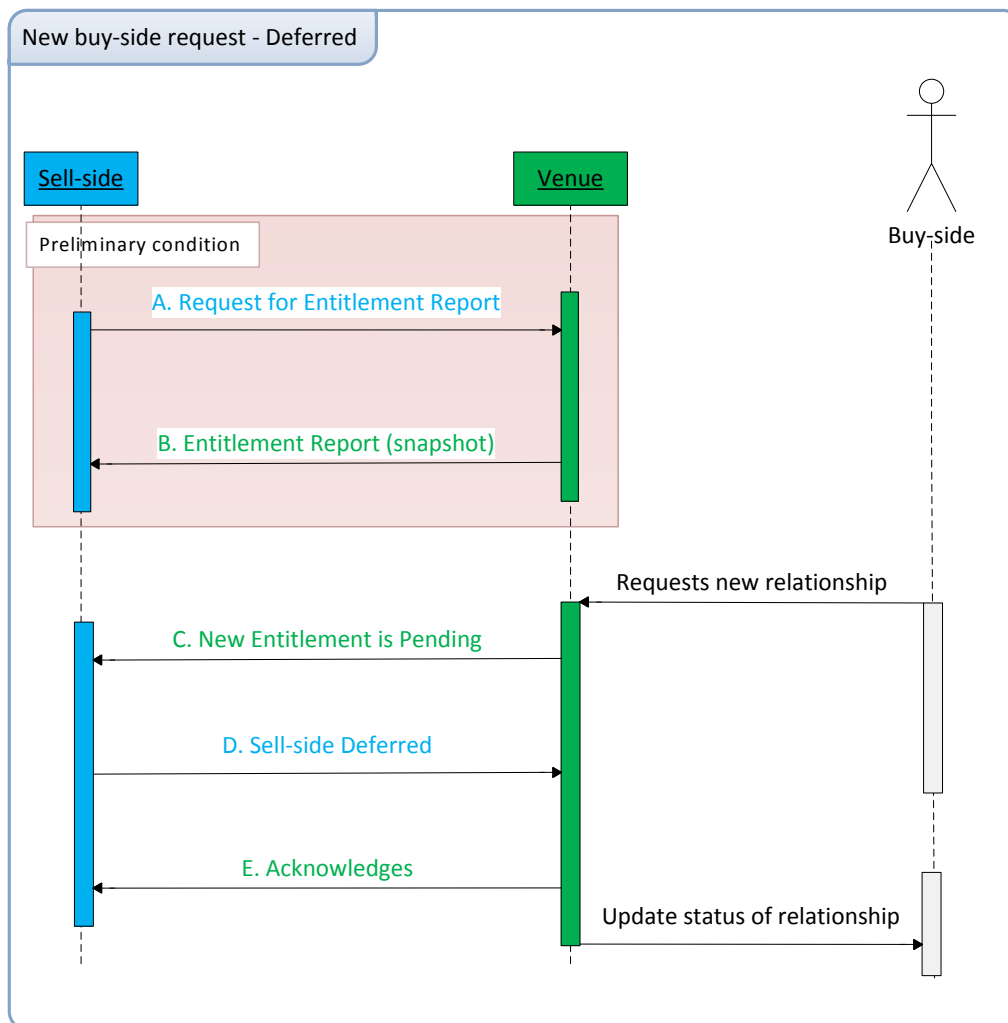 New buy-side request - Deferred
Sell-side
Venue
Buy-side
Preliminary condition
A. Request for Entitlement Report
B. Entitlement Report (snapshot)
Requests new relationship
C. New Entitlement is Pending
D. Sell-side Deferred
E. Acknowledges
Update status of relationship